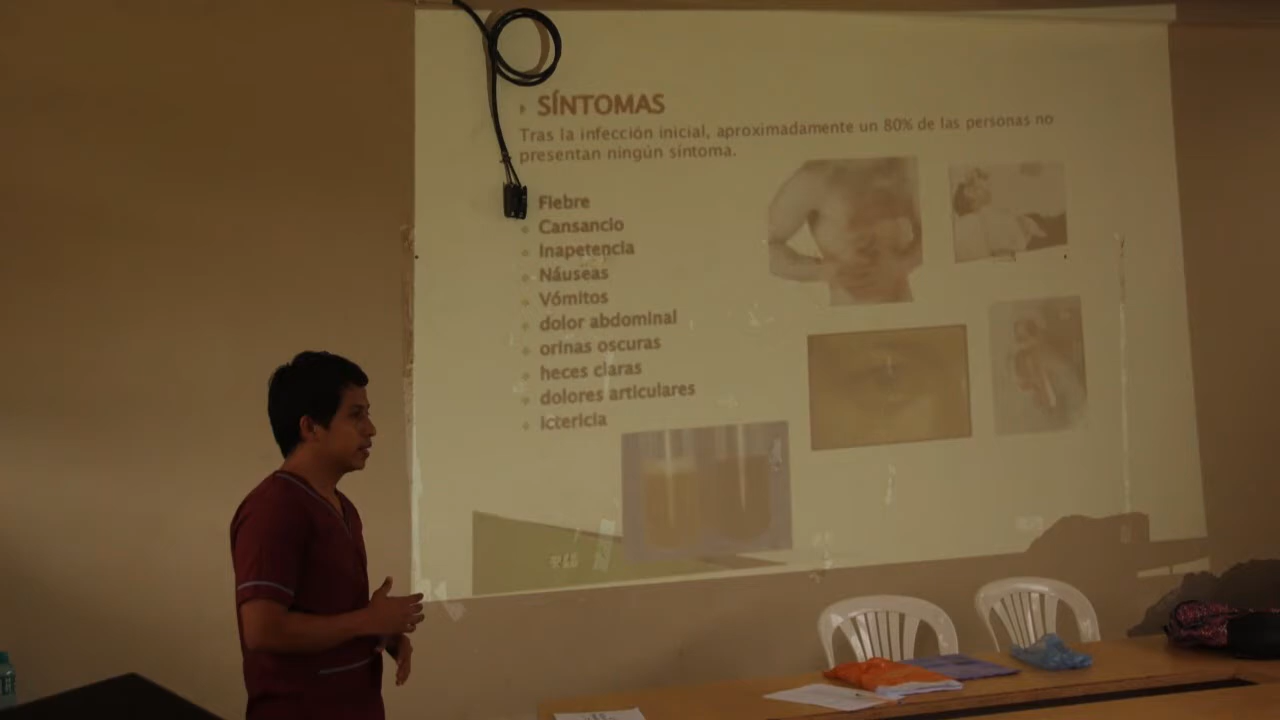 SÍNTOMAS
Tras la infección inicial, aproximadamente un 80% de las personas no
presentan ningún síntoma.
Fiebre
Cansancio
Inapetencia
Náuseas
Vómitos
dolor abdominal
orinas oscuras
heces claras
dolores articulares
ictericia